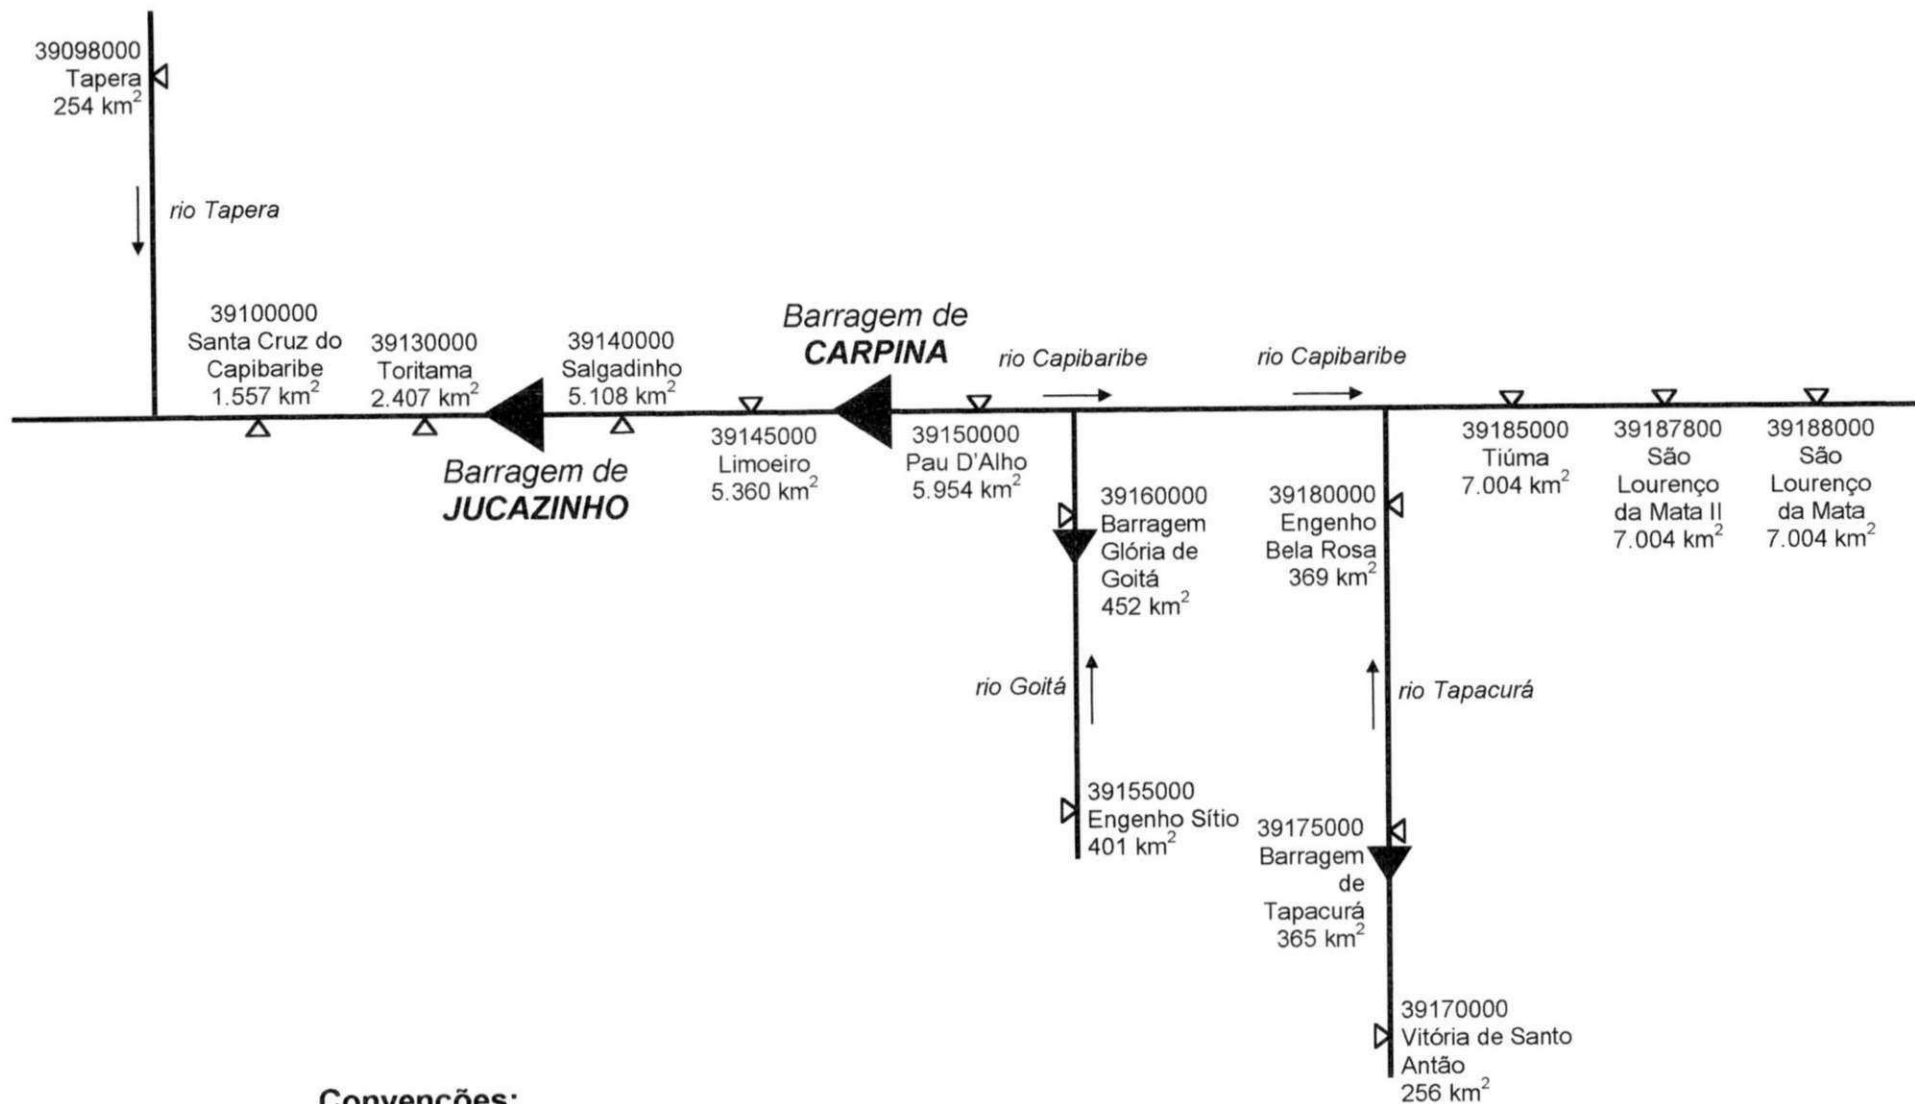 39098000
Tapera
254 km²
rio Tapera
39100000
Santa Cruz do
Capibaribe
1.557 km²
39130000
Toritama
2.407 km²
Barragem de
JUCAZINHO
39140000
Salgadinho
5.108 km²
39145000
Limoeiro
5.360 km²
Barragem de
CARPINA
39150000
Pau D'Alho
5.954 km²
rio Capibaribe
39160000
Barragem
Glória de
Goitá
452 km²
rio Goitá
39155000
Engenho Sítio
401 km²
rio Capibaribe
39180000
Engenho
Bela Rosa
369 km²
rio Tapacurá
39175000
Barragem
de
Tapacurá
365 km²
39170000
Vitória de Santo
Antão
256 km²
39185000
Tiúma
7.004 km²
39187800
São
Lourenço
da Mata II
7.004 km²
39188000
São
Lourenço
da Mata
7.004 km²
Convenções: